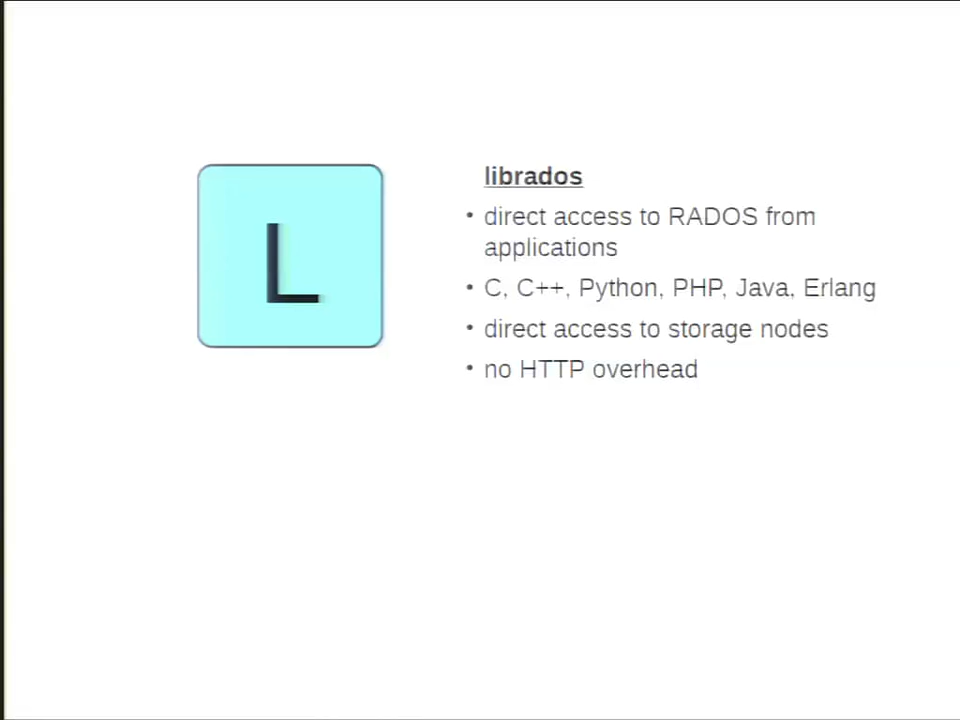 L
librados
• direct access to RADOS from
applications
• C, C++, Python, PHP, Java, Erlang
• direct access to storage nodes
• no HTTP overhead